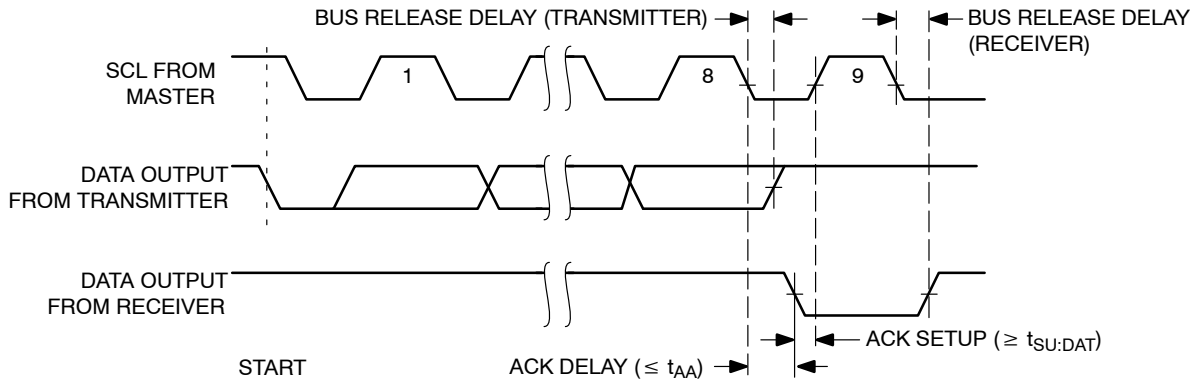 BUS RELEASE DELAY (TRANSMITTER)
BUS RELEASE DELAY
(RECEIVER)
SCL FROM
MASTER
1
8
9
DATA OUTPUT
FROM TRANSMITTER
DATA OUTPUT
FROM RECEIVER
START
ACK DELAY (≤ tAA)
ACK SETUP (≥ tSU:DAT)